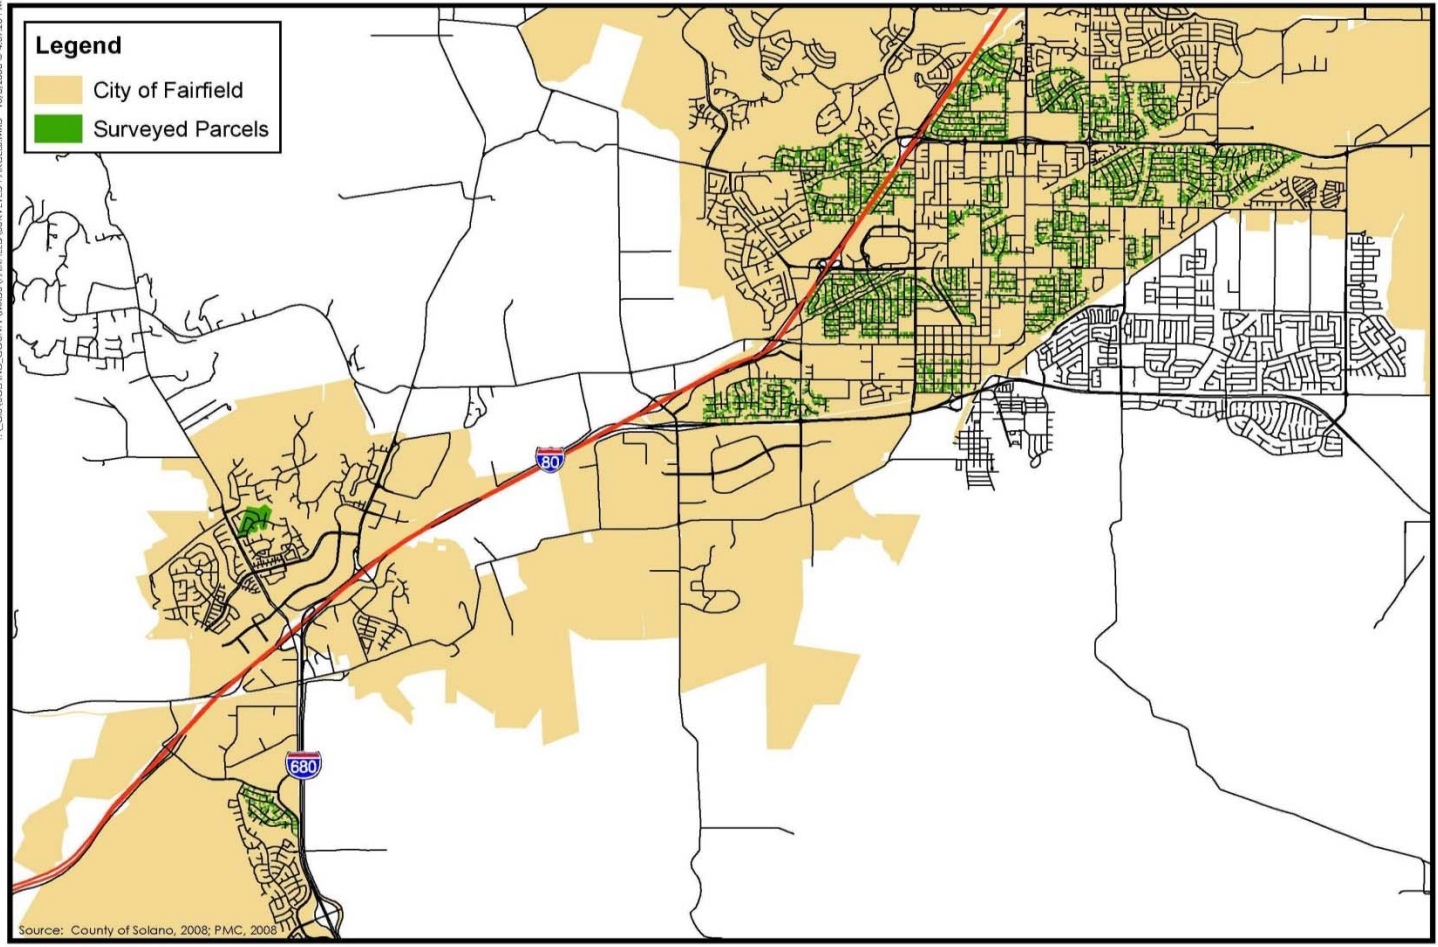 Legend
City of Fairfield
Surveyed Parcels
80
680
Source: County of Solano, 2008; PMC, 2008